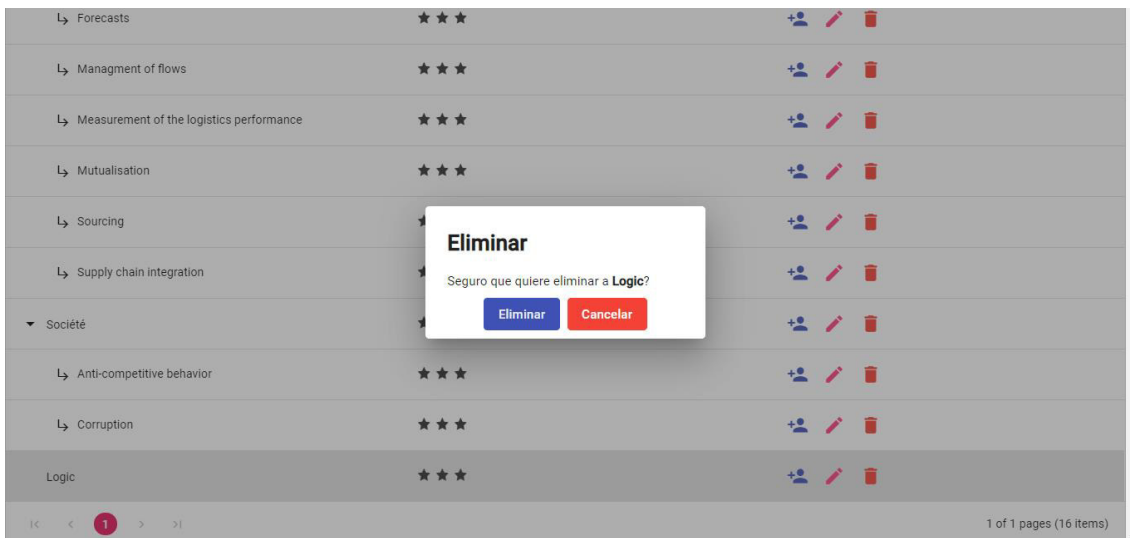 Forecasts
Managment of flows
Measurement of the logistics performance
Mutualisation
Sourcing
Supply chain integration
Société
Anti-competitive behavior
Corruption
Logic
Eliminar
Seguro que quiere eliminar a Logic?
Eliminar Cancelar
1
1 of 1 pages (16 items)